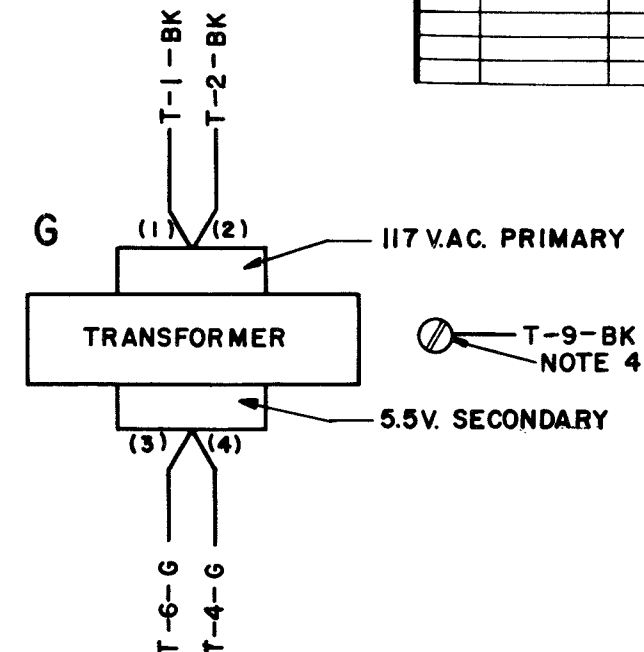 T-1-BK
T-2-BK
G
(1) (2)
117 V.AC. PRIMARY
TRANSFORMER
T-9-BK
NOTE 4
5.5V. SECONDARY
(3) (4)
T-6-G
T-4-G